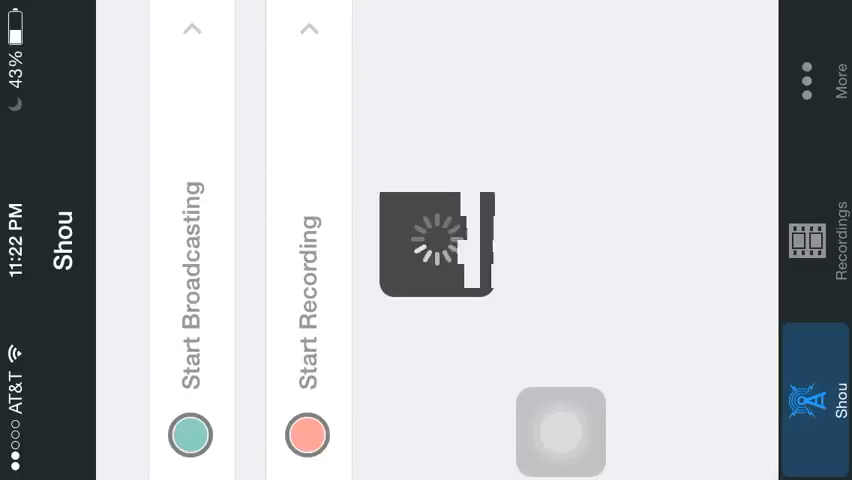 ●●○○○ AT&T 11:22 PM 43%
Shou
Start Broadcasting
Start Recording
Shou
Recordings
More